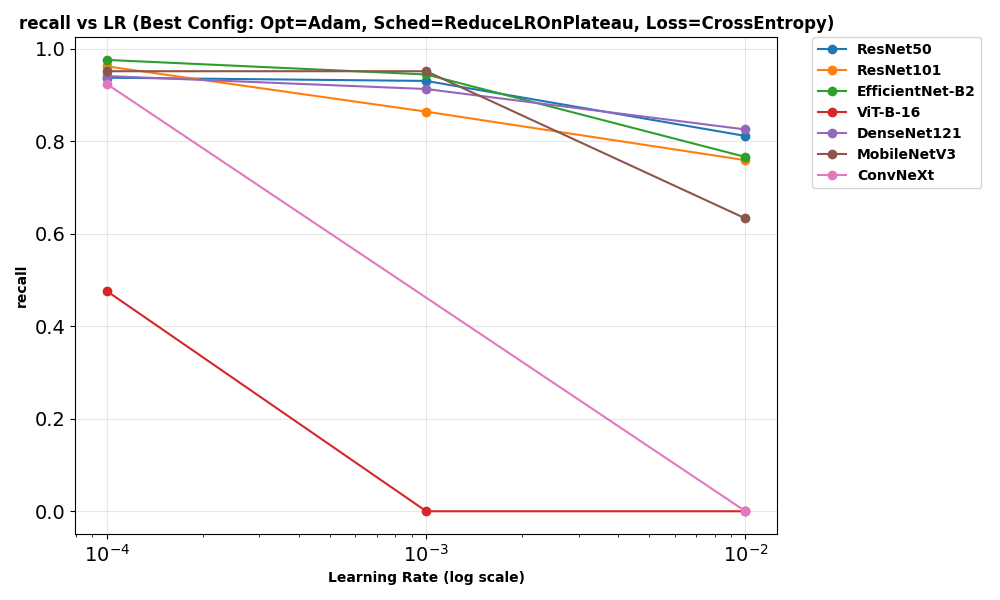 recall vs LR (Best Config: Opt=Adam, Sched=ReduceLROnPlateau, Loss=CrossEntropy)
ResNet50
ResNet101
EfficientNet-B2
ViT-B-16
DenseNet121
MobileNetV3
ConvNeXt
recall
1.0
0.8
0.6
0.4
0.2
0.0
10⁻⁴ 10⁻³ 10⁻²
Learning Rate (log scale)